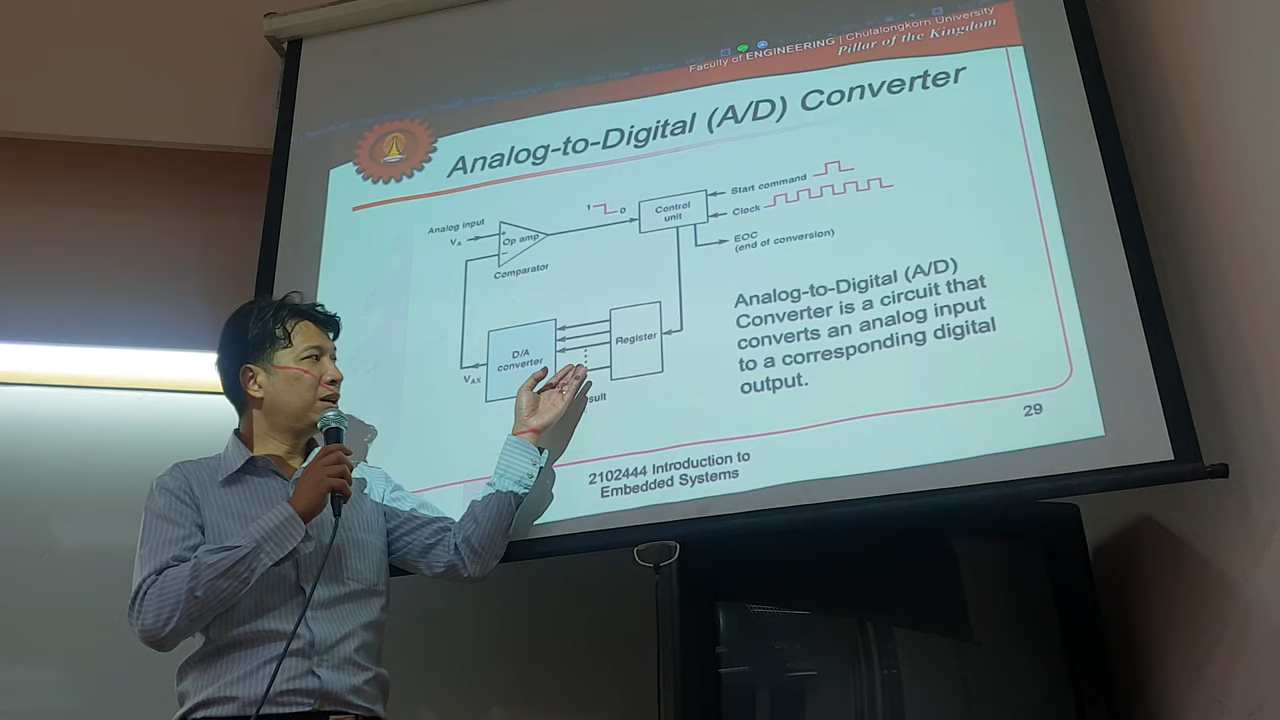 Faculty of ENGINEERING | Chulalongkorn University
Pillar of the Kingdom
Analog-to-Digital (A/D) Converter
Analog input
VA
+
Op amp
−
Comparator
1
0
Control
unit
Start command
Clock
EOC
(end of conversion)
D/A
converter
Register
VAX
sult
Analog-to-Digital (A/D)
Converter is a circuit that
converts an analog input
to a corresponding digital
output.
29
2102444 Introduction to
Embedded Systems